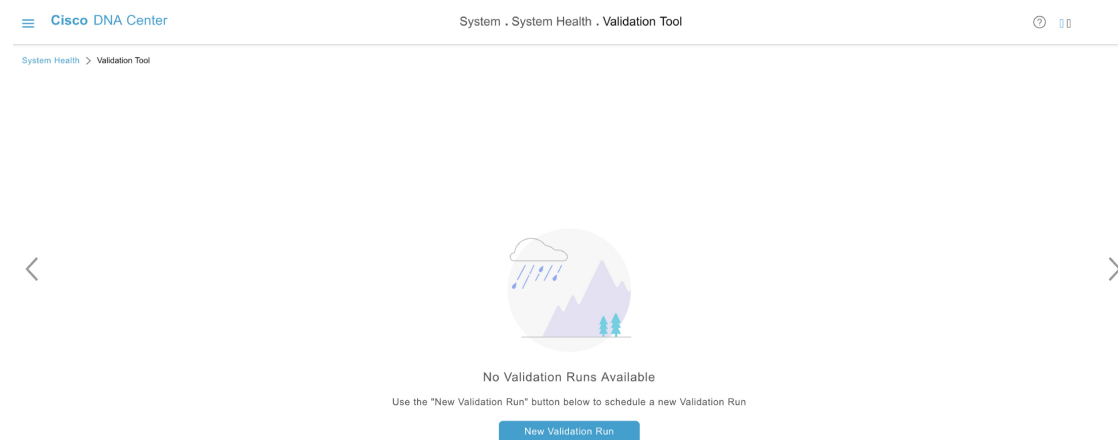 Cisco DNA Center
System . System Health . Validation Tool
System Health > Validation Tool
No Validation Runs Available
Use the "New Validation Run" button below to schedule a new Validation Run
New Validation Run